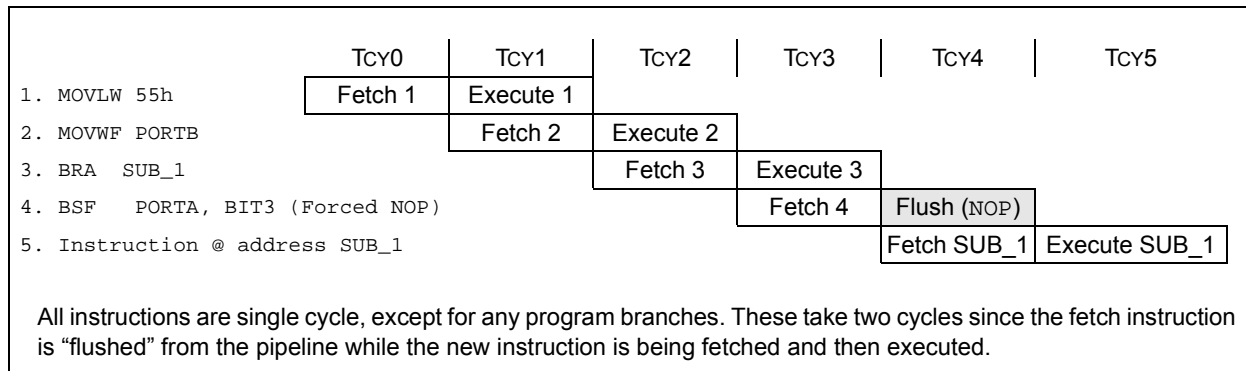 TCY0 TCY1 TCY2 TCY3 TCY4 TCY5
1. MOVLW 55h Fetch 1 Execute 1
2. MOVWF PORTB Fetch 2 Execute 2
3. BRA SUB_1 Fetch 3 Execute 3
4. BSF PORTA, BIT3 (Forced NOP) Fetch 4 Flush (NOP)
5. Instruction @ address SUB_1 Fetch SUB_1 Execute SUB_1
All instructions are single cycle, except for any program branches. These take two cycles since the fetch instruction
is “flushed” from the pipeline while the new instruction is being fetched and then executed.